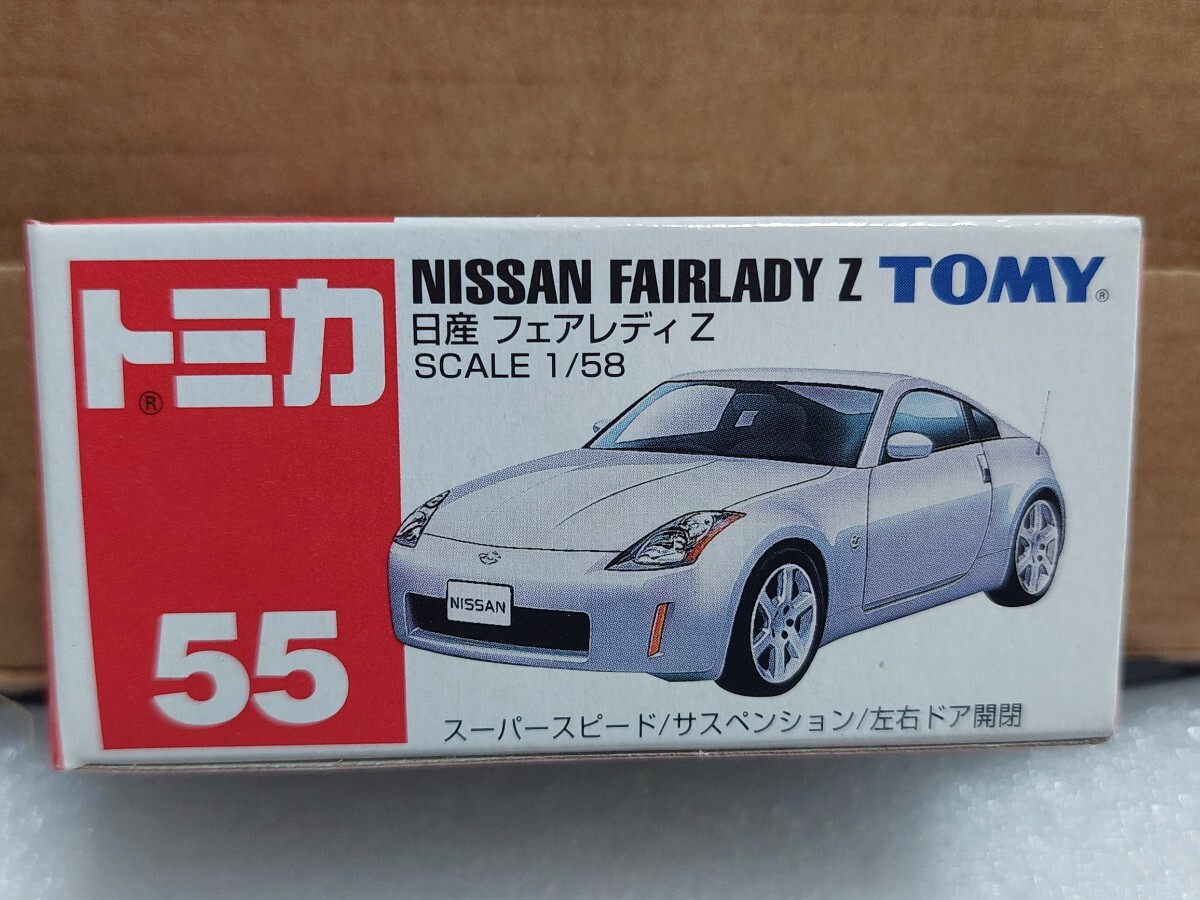 トミカ
®
55
NISSAN FAIRLADY Z TOMY®
日産 フェアレディ Z
SCALE 1/58
NISSAN
スーパースピード/サスペンション/左右ドア開閉